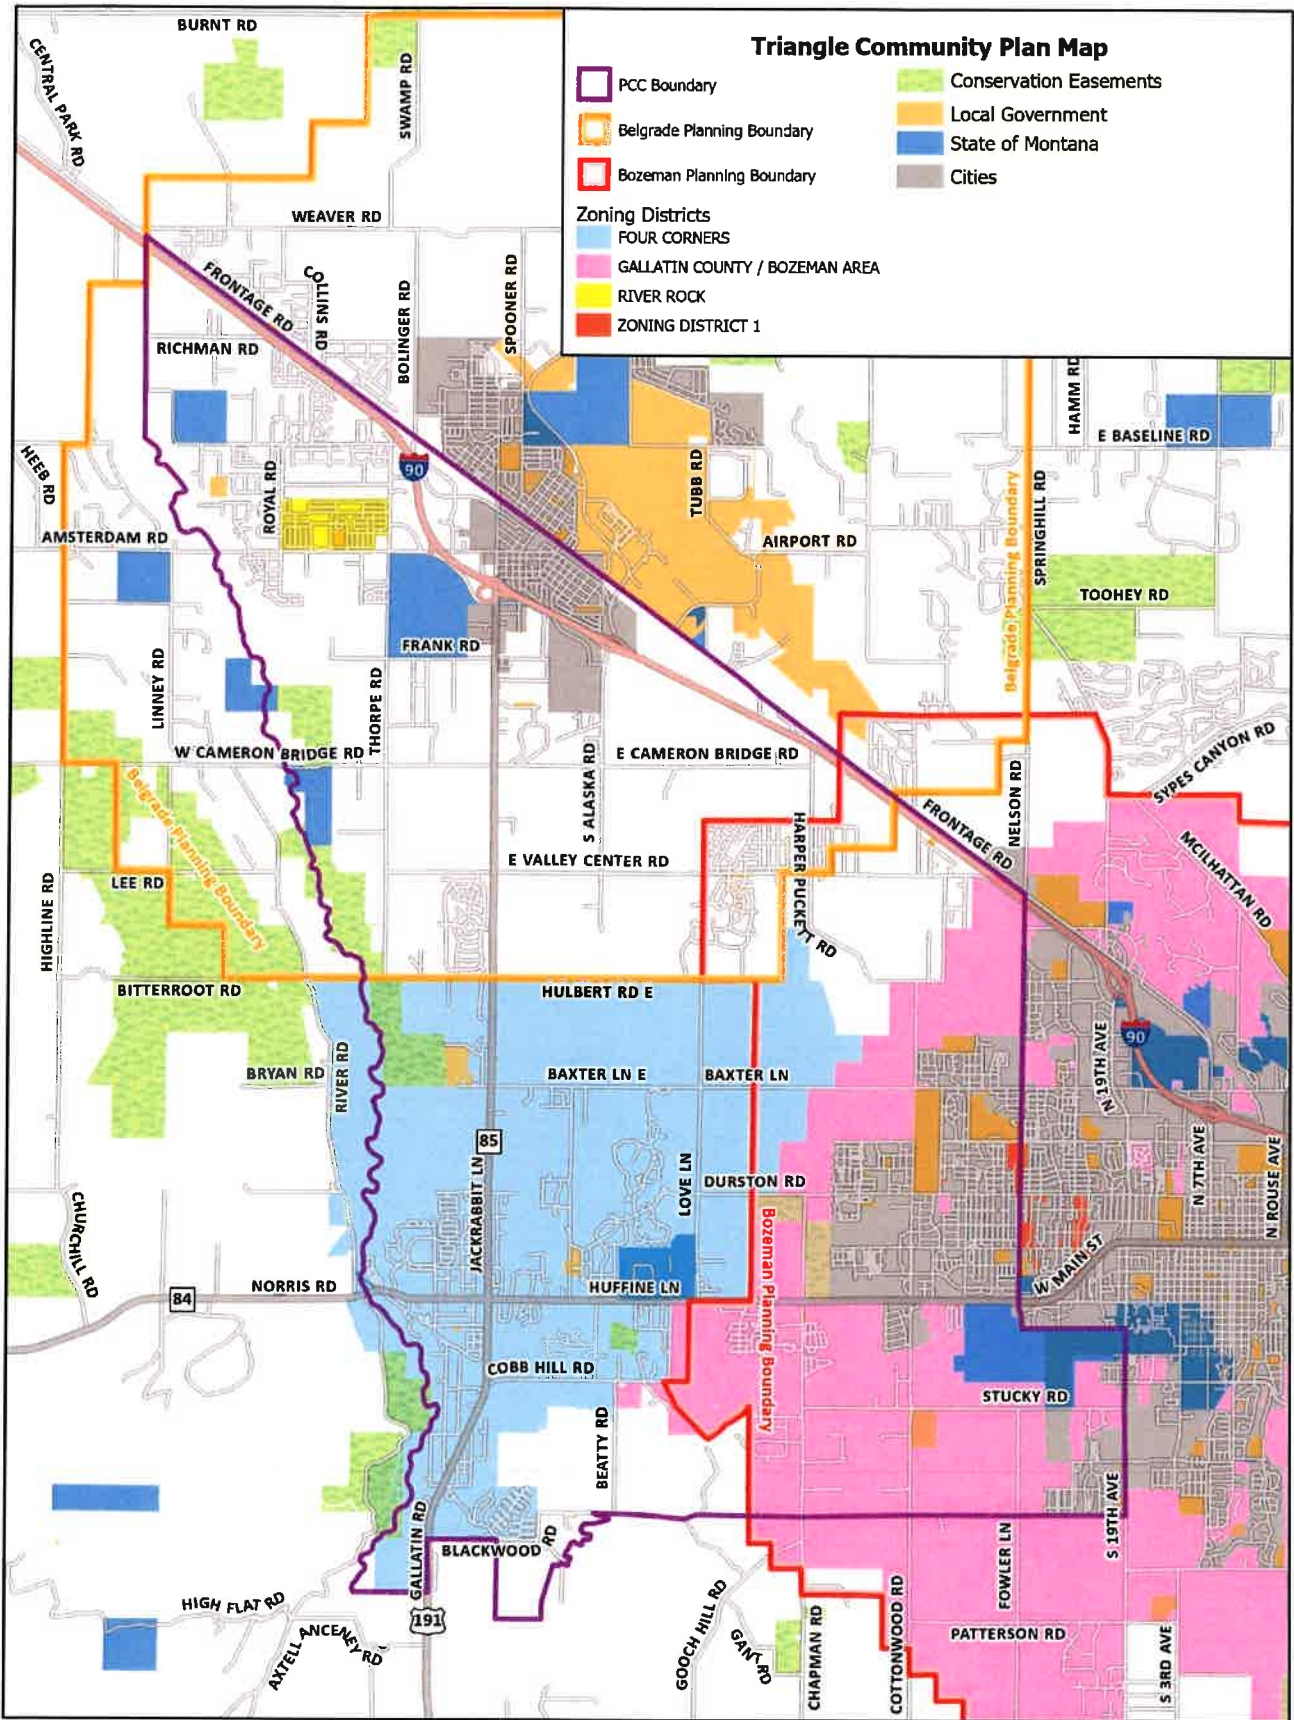 Triangle Community Plan Map
PCC Boundary
Belgrade Planning Boundary
Bozeman Planning Boundary
Conservation Easements
Local Government
State of Montana
Cities
Zoning Districts
FOUR CORNERS
GALLATIN COUNTY / BOZEMAN AREA
RIVER ROCK
ZONING DISTRICT 1
BURNT RD
CENTRAL PARK RD
SWAMP RD
WEAVER RD
FRONTAGE RD
COLLINS RD
BOLINGER RD
SPOONER RD
RICHMAN RD
HAMM RD
E BASELINE RD
HEEB RD
ROYAL RD
90
TUBB RD
SPRINGHILL RD
Belgrade Planning Boundary
AMSTERDAM RD
AIRPORT RD
TOOHEY RD
FRANK RD
LINNEY RD
THORPE RD
W CAMERON BRIDGE RD
S ALASKA RD
E CAMERON BRIDGE RD
SYPES CANYON RD
Belgrade Planning Boundary
NELSON RD
FRONTAGE RD
HARPER PUCKETT RD
MCILHATTAN RD
E VALLEY CENTER RD
LEE RD
HIGHLINE RD
BITTERROOT RD
HULBERT RD E
90
N 19TH AVE
BRYAN RD
RIVER RD
BAXTER LN E
BAXTER LN
85
JACKRABBIT LN
LOVE LN
DURSTON RD
N 7TH AVE
N ROUSE AVE
CHURCHILL RD
Bozeman Planning Boundary
W MAIN ST
NORRIS RD
84
HUFFINE LN
COBB HILL RD
STUCKY RD
BEATTY RD
S 19TH AVE
GALLATIN RD
BLACKWOOD RD
FOWLER LN
HIGH FLAT RD
191
AXTELL ANCENEY RD
GOOCH HILL RD
GANT RD
CHAPMAN RD
COTTONWOOD RD
PATTERSON RD
S 3RD AVE